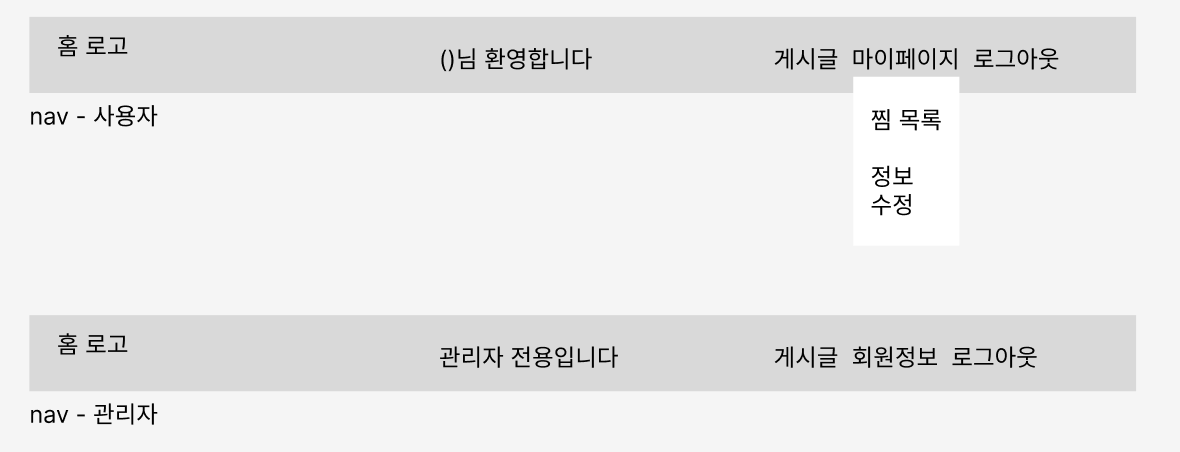 홈 로고
()님 환영합니다
게시글 마이페이지 로그아웃
nav - 사용자
찜 목록
정보
수정
홈 로고
관리자 전용입니다
게시글 회원정보 로그아웃
nav - 관리자